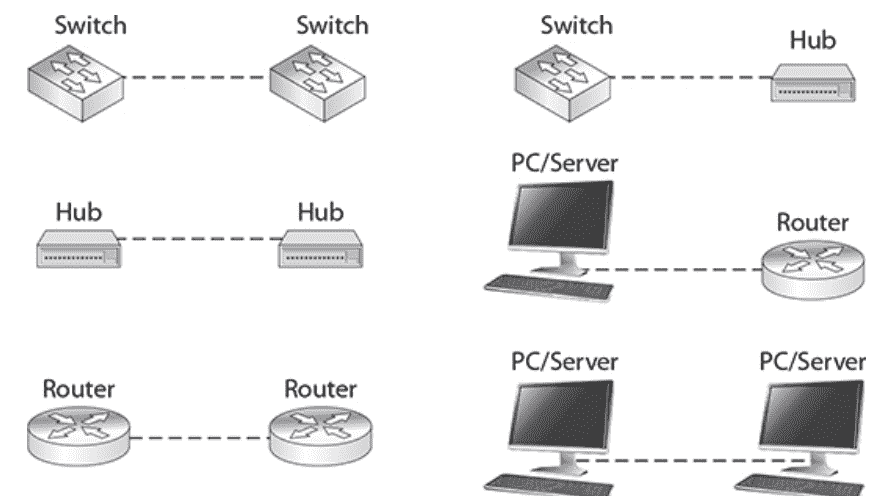 Switch
Switch
Switch
Hub
Hub
Hub
PC/Server
Router
Router
Router
PC/Server
PC/Server